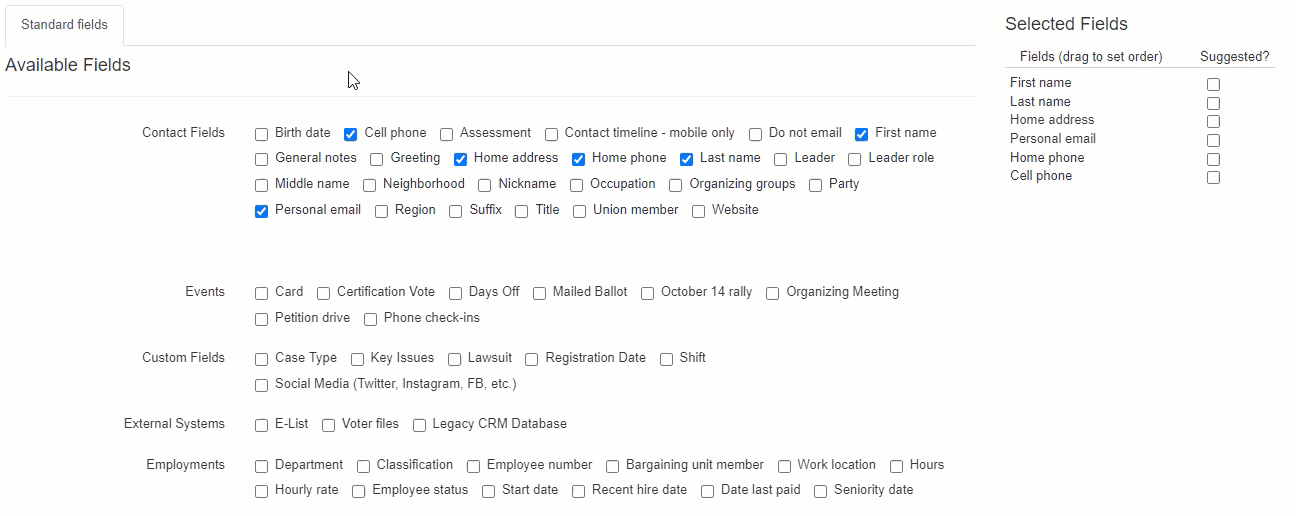 Standard fields
Available Fields
Contact Fields Birth date Cell phone Assessment Contact timeline - mobile only Do not email First name
General notes Greeting Home address Home phone Last name Leader Leader role
Middle name Neighborhood Nickname Occupation Organizing groups Party
Personal email Region Suffix Title Union member Website
Events Card Certification Vote Days Off Mailed Ballot October 14 rally Organizing Meeting
Petition drive Phone check-ins
Custom Fields Case Type Key Issues Lawsuit Registration Date Shift
Social Media (Twitter, Instagram, FB, etc.)
External Systems E-List Voter files Legacy CRM Database
Employments Department Classification Employee number Bargaining unit member Work location Hours
Hourly rate Employee status Start date Recent hire date Date last paid Seniority date
Selected Fields
Fields (drag to set order) Suggested?
First name
Last name
Home address
Personal email
Home phone
Cell phone